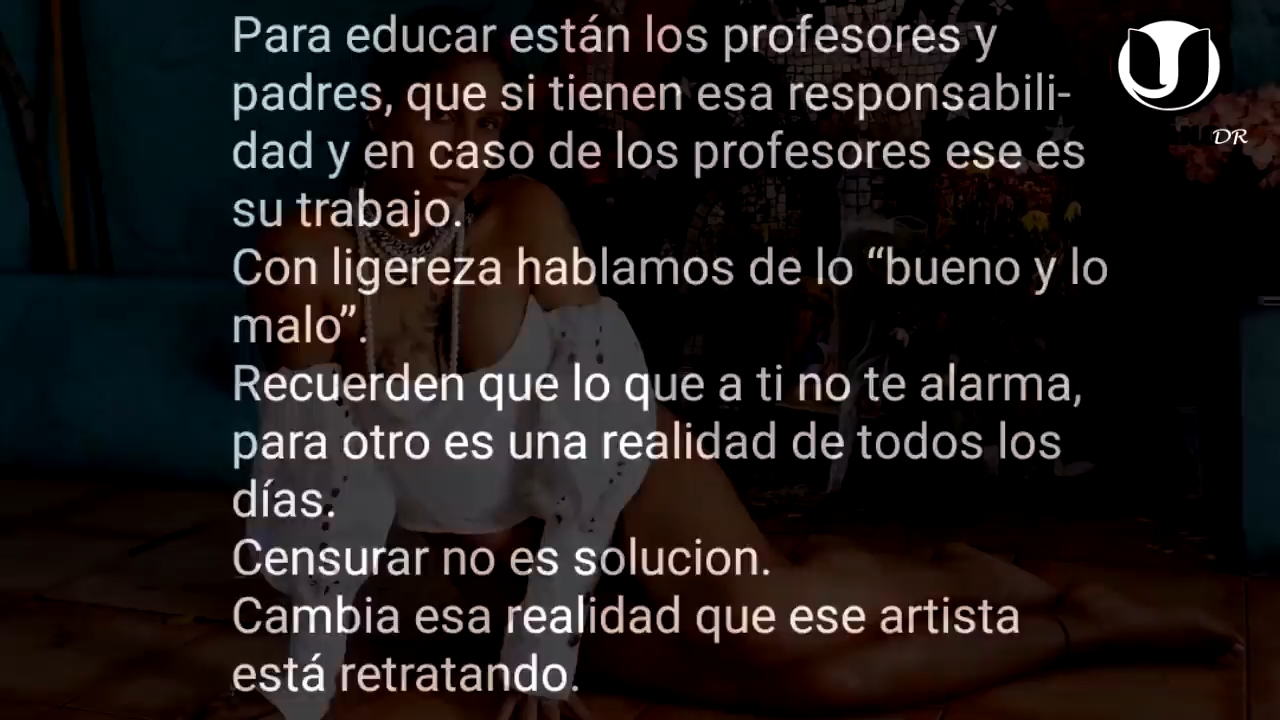 Para educar están los profesores y
padres, que si tienen esa responsabili-
dad y en caso de los profesores ese es
su trabajo.
Con ligereza hablamos de lo “bueno y lo
malo”.
Recuerden que lo que a ti no te alarma,
para otro es una realidad de todos los
días.
Censurar no es solucion.
Cambia esa realidad que ese artista
está retratando.
DR